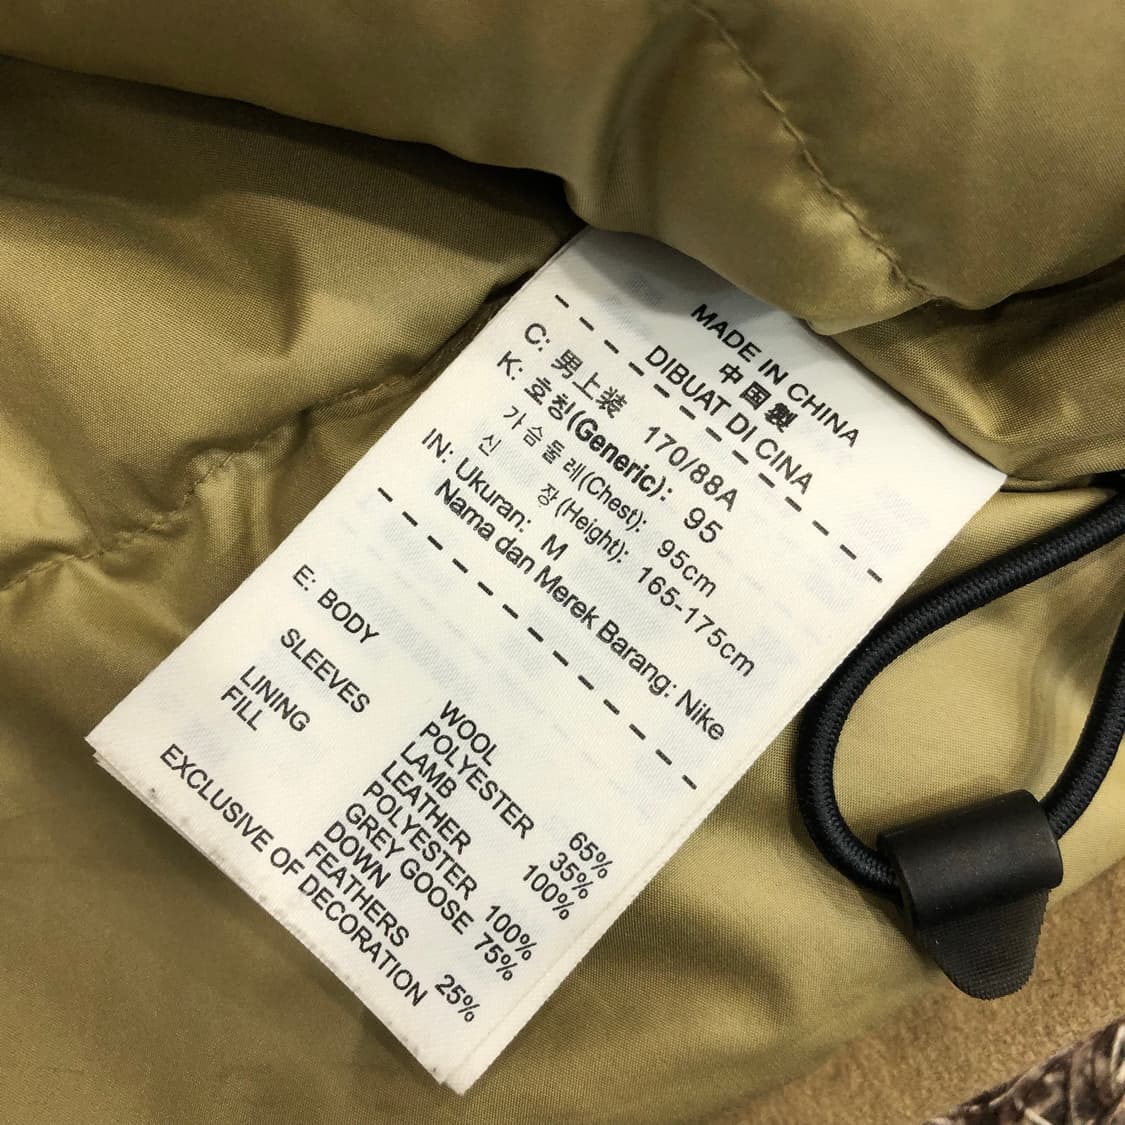 MADE IN CHINA
中国製
DIBUAT DI CINA
C: 男上装 170/88A
K: 호칭(Generic): 95
가슴둘레(Chest): 95cm
신 장(Height): 165-175cm
IN: Ukuran: M
Nama dan Merek Barang: Nike
E: BODY WOOL 65%
POLYESTER 35%
SLEEVES LAMB 100%
LEATHER
LINING POLYESTER 100%
FILL GREY GOOSE 75%
DOWN
FEATHERS 25%
EXCLUSIVE OF DECORATION